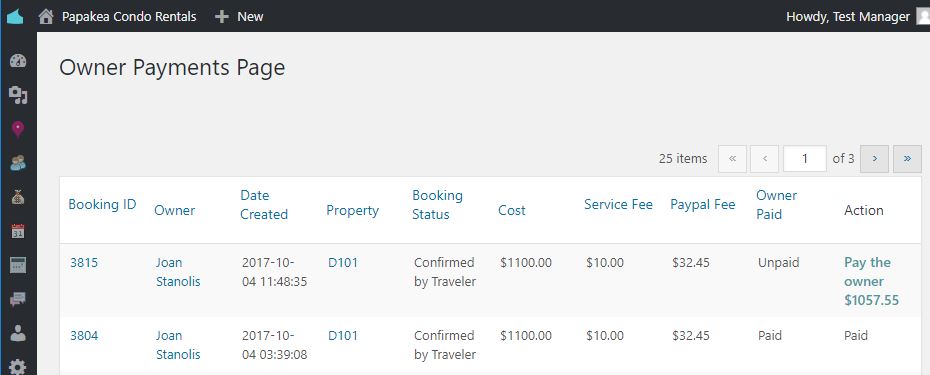 Papakea Condo Rentals + New Howdy, Test Manager
Owner Payments Page
25 items « ‹ 1 of 3 › »
Booking ID Owner Date Created Property Booking Status Cost Service Fee Paypal Fee Owner Paid Action
3815 Joan Stanolis 2017-10-04 11:48:35 D101 Confirmed by Traveler $1100.00 $10.00 $32.45 Unpaid Pay the owner $1057.55
3804 Joan Stanolis 2017-10-04 03:39:08 D101 Confirmed by Traveler $1100.00 $10.00 $32.45 Paid Paid